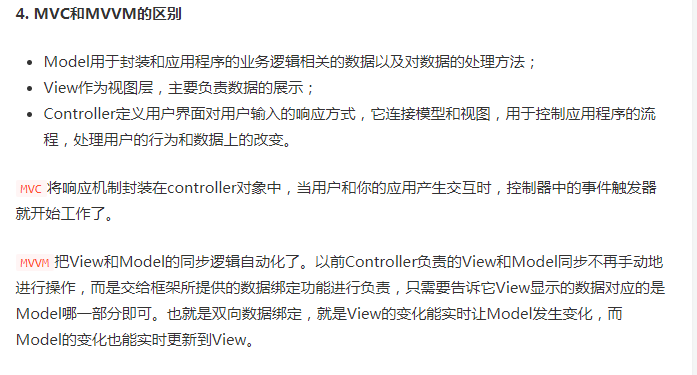 4. MVC和MVVM的区别
Model用于封装和应用程序的业务逻辑相关的数据以及对数据的处理方法；
View作为视图层，主要负责数据的展示；
Controller定义用户界面对用户输入的响应方式，它连接模型和视图，用于控制应用程序的流
程，处理用户的行为和数据上的改变。
MVC 将响应机制封装在controller对象中，当用户和你的应用产生交互时，控制器中的事件触发器
就开始工作了。
MVVM 把View和Model的同步逻辑自动化了。以前Controller负责的View和Model同步不再手动地
进行操作，而是交给框架所提供的数据绑定功能进行负责，只需要告诉它View显示的数据对应的是
Model哪一部分即可。也就是双向数据绑定，就是View的变化能实时让Model发生变化，而
Model的变化也能实时更新到View。